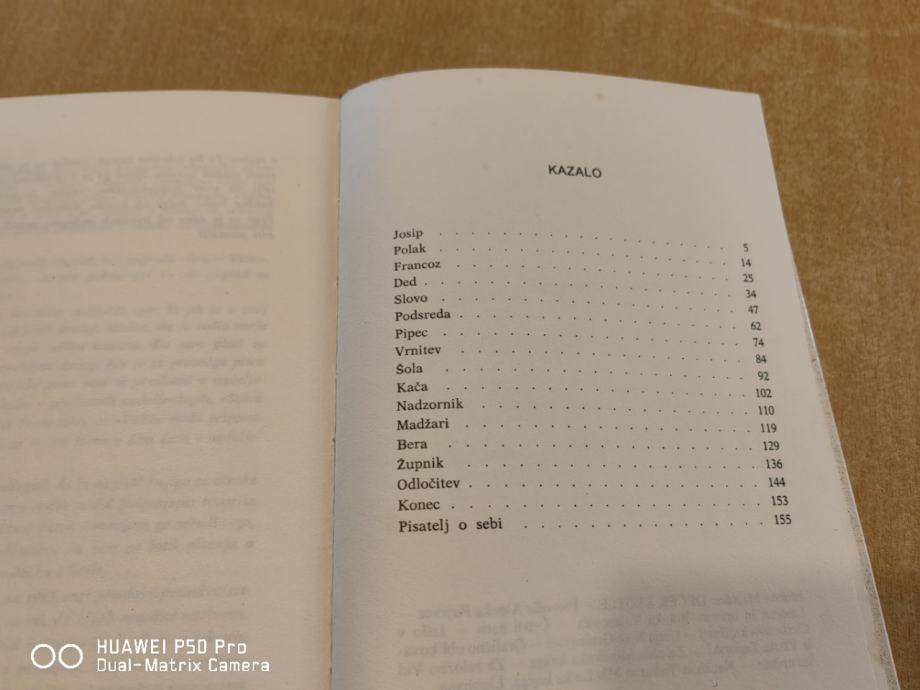 KAZALO
Josip . . . . . . . . . . . . . . . . 5
Polak . . . . . . . . . . . . . . . . 14
Francoz . . . . . . . . . . . . . . . 25
Ded . . . . . . . . . . . . . . . . . 34
Slovo . . . . . . . . . . . . . . . . 47
Podsreda . . . . . . . . . . . . . . . 62
Pipec . . . . . . . . . . . . . . . . 74
Vrnitev . . . . . . . . . . . . . . . 84
Šola . . . . . . . . . . . . . . . . 92
Kača . . . . . . . . . . . . . . . . 102
Nadzornik . . . . . . . . . . . . . . 110
Madžari . . . . . . . . . . . . . . . 119
Bera . . . . . . . . . . . . . . . . 129
Župnik . . . . . . . . . . . . . . . 136
Odločitev . . . . . . . . . . . . . . 144
Konec . . . . . . . . . . . . . . . . 153
Pisatelj o sebi . . . . . . . . . . . . 155
HUAWEI P50 Pro
Dual-Matrix Camera